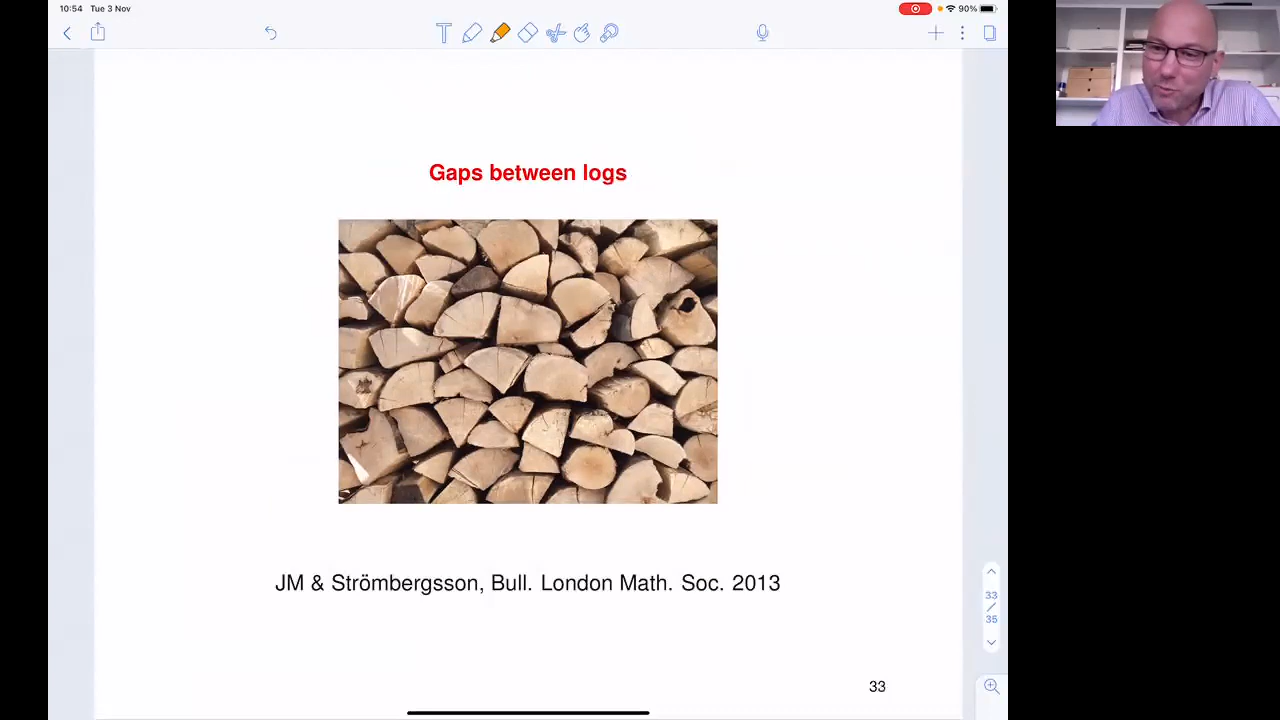 10:54 Tue 3 Nov
90%
T
Gaps between logs
JM & Strömbergsson, Bull. London Math. Soc. 2013
33
/
35
33